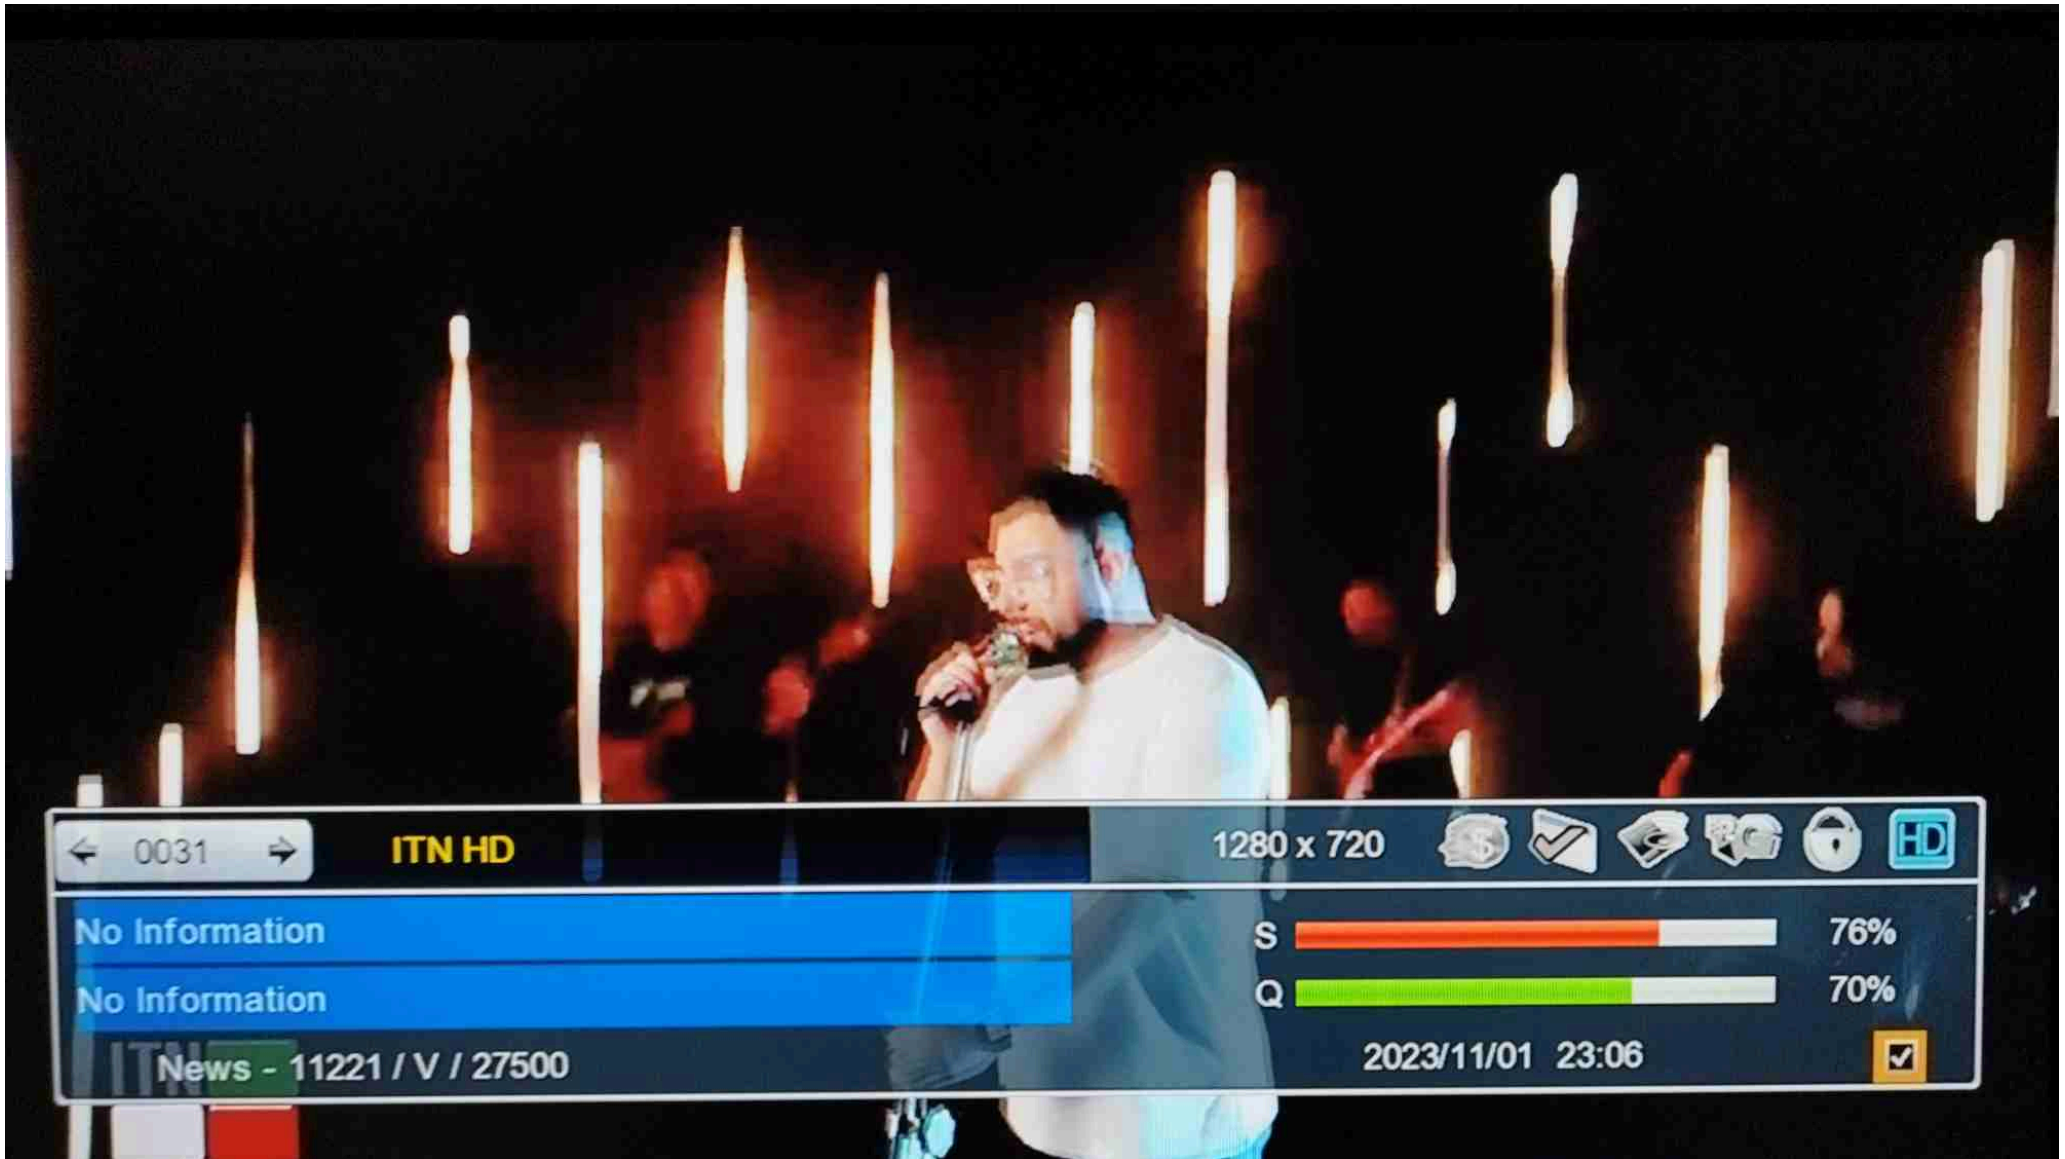 0031
ITN HD
1280 x 720
HD
No Information
S
76%
No Information
Q
70%
ITN
News - 11221 / V / 27500
2023/11/01 23:06